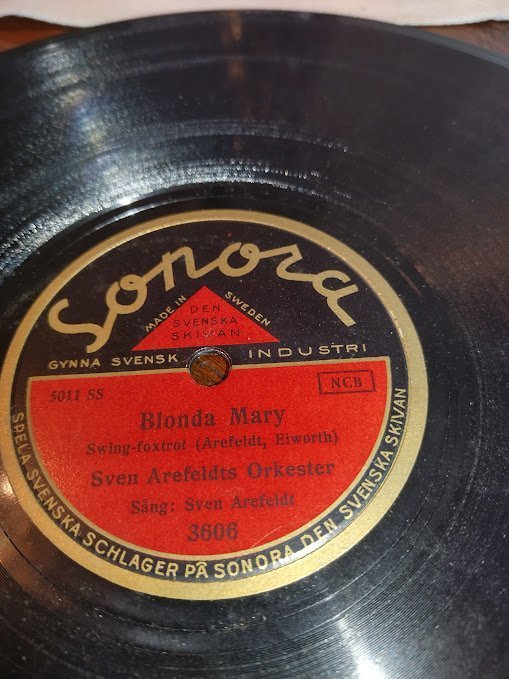 Sonora
MADE IN SWEDEN
DEN
SVENSKA
SKIVAN
GYNNA SVENSK INDUSTRI
5011 SS
NCB
Blonda Mary
Swing-foxtrot (Arefeldt, Eiworth)
Sven Arefeldts Orkester
Sång: Sven Arefeldt
3606
SPELA SVENSKA SCHLAGER PÅ SONORA DEN SVENSKA SKIVAN